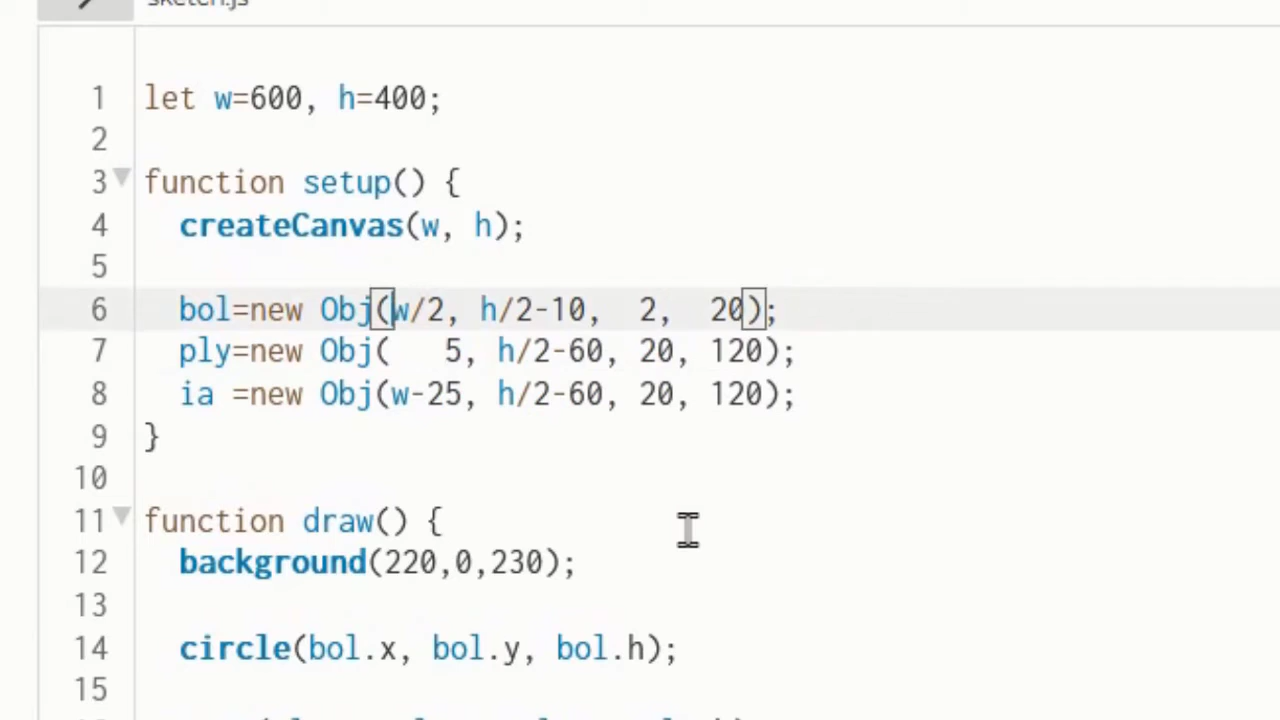 sketch.js
1 let w=600, h=400;
2
3 function setup() {
4 createCanvas(w, h);
5
6 bol=new Obj(w/2, h/2-10, 2, 20);
7 ply=new Obj( 5, h/2-60, 20, 120);
8 ia =new Obj(w-25, h/2-60, 20, 120);
9 }
10
11 function draw() {
12 background(220,0,230);
13
14 circle(bol.x, bol.y, bol.h);
15